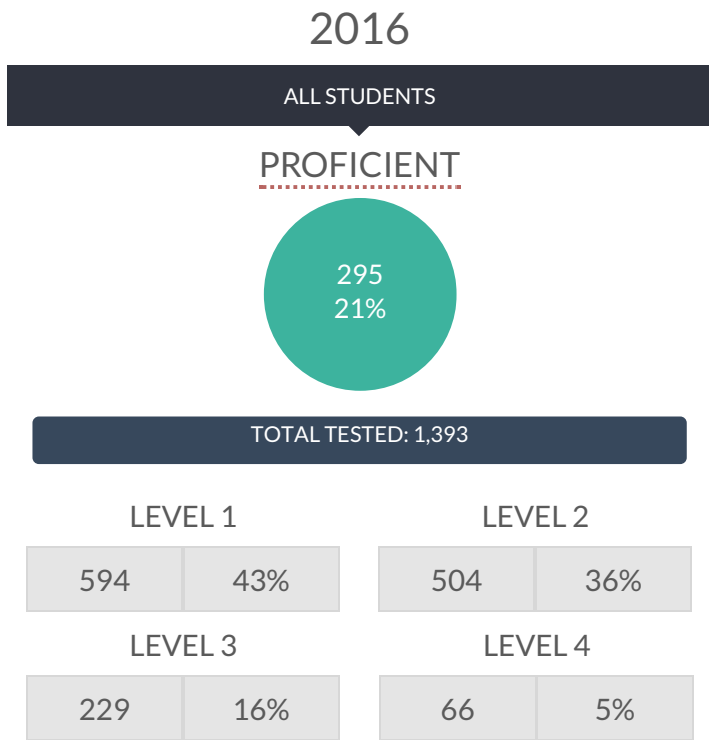 2016
ALL STUDENTS
PROFICIENT
295
21%
TOTAL TESTED: 1,393
LEVEL 1 LEVEL 2
594 43% 504 36%
LEVEL 3 LEVEL 4
229 16% 66 5%